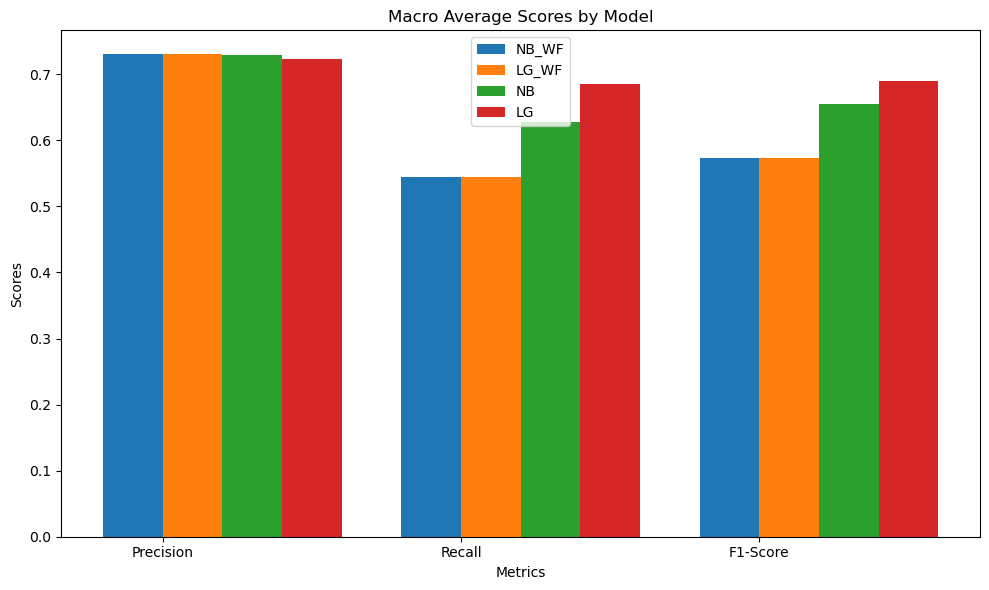 Macro Average Scores by Model
NB_WF
LG_WF
NB
LG
Scores
0.7
0.6
0.5
0.4
0.3
0.2
0.1
0.0
Precision
Recall
F1-Score
Metrics